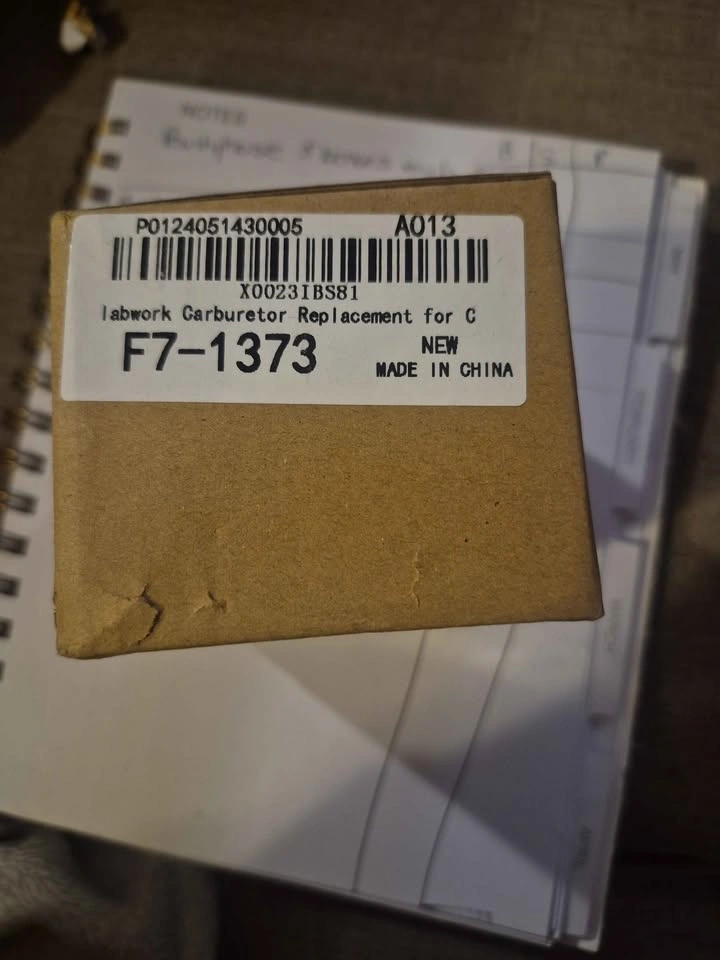 NOTES
P0124051430005 A013
X0023IBS81
labwork Carburetor Replacement for C
F7-1373 NEW
MADE IN CHINA